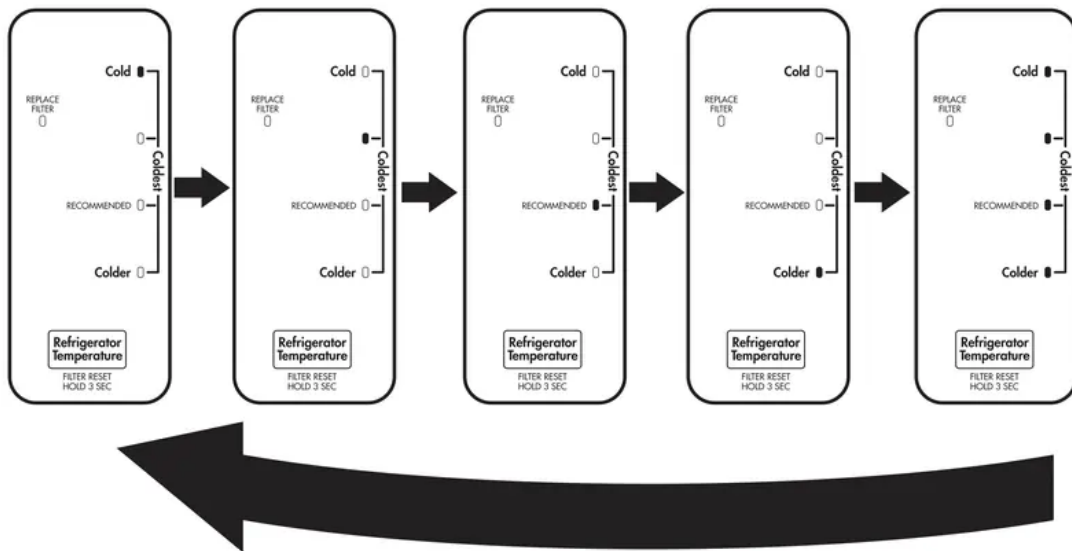 Cold
REPLACE
FILTER
Coldest
RECOMMENDED
Colder
Refrigerator
Temperature
FILTER RESET
HOLD 3 SEC
Cold
REPLACE
FILTER
Coldest
RECOMMENDED
Colder
Refrigerator
Temperature
FILTER RESET
HOLD 3 SEC
Cold
REPLACE
FILTER
Coldest
RECOMMENDED
Colder
Refrigerator
Temperature
FILTER RESET
HOLD 3 SEC
Cold
REPLACE
FILTER
Coldest
RECOMMENDED
Colder
Refrigerator
Temperature
FILTER RESET
HOLD 3 SEC
Cold
REPLACE
FILTER
Coldest
RECOMMENDED
Colder
Refrigerator
Temperature
FILTER RESET
HOLD 3 SEC